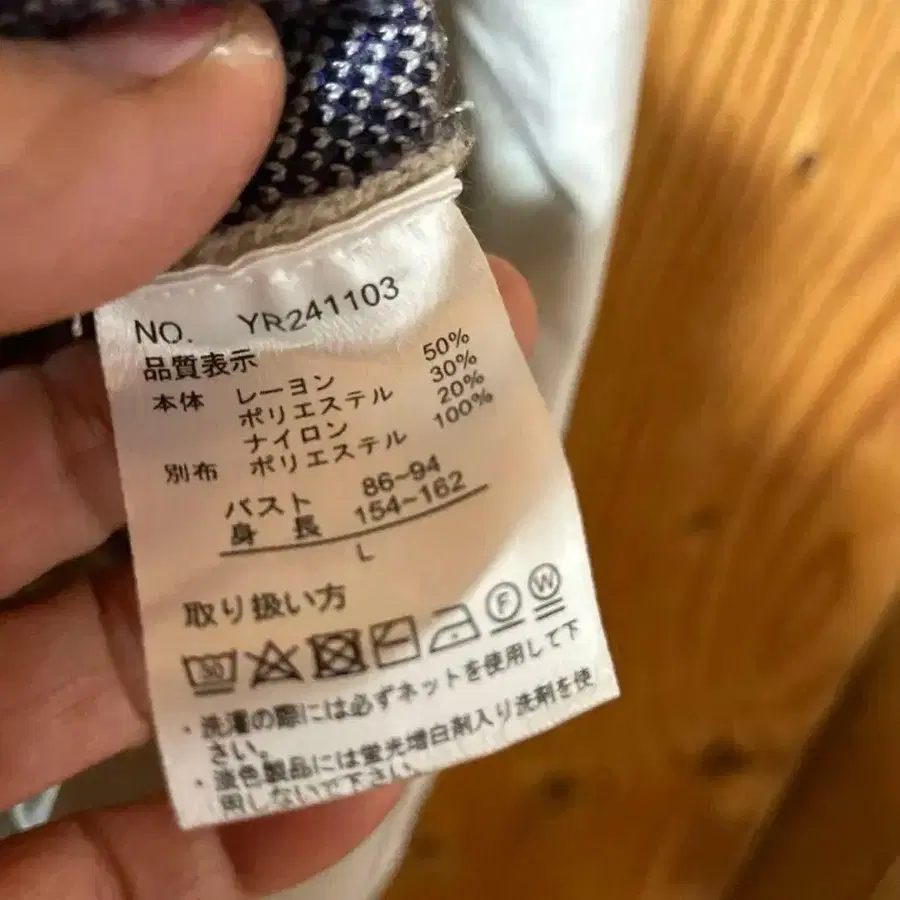 NO. YR241103
品質表示
本体 レーヨン 50%
ポリエステル 30%
ナイロン 20%
別布 ポリエステル 100%
バスト 86~94
身長 154~162
L
取り扱い方
30 F W
・洗濯の際には必ずネットを使用して下
さい。
・淡色製品には蛍光増白剤入り洗剤を使
用しないで下さい。